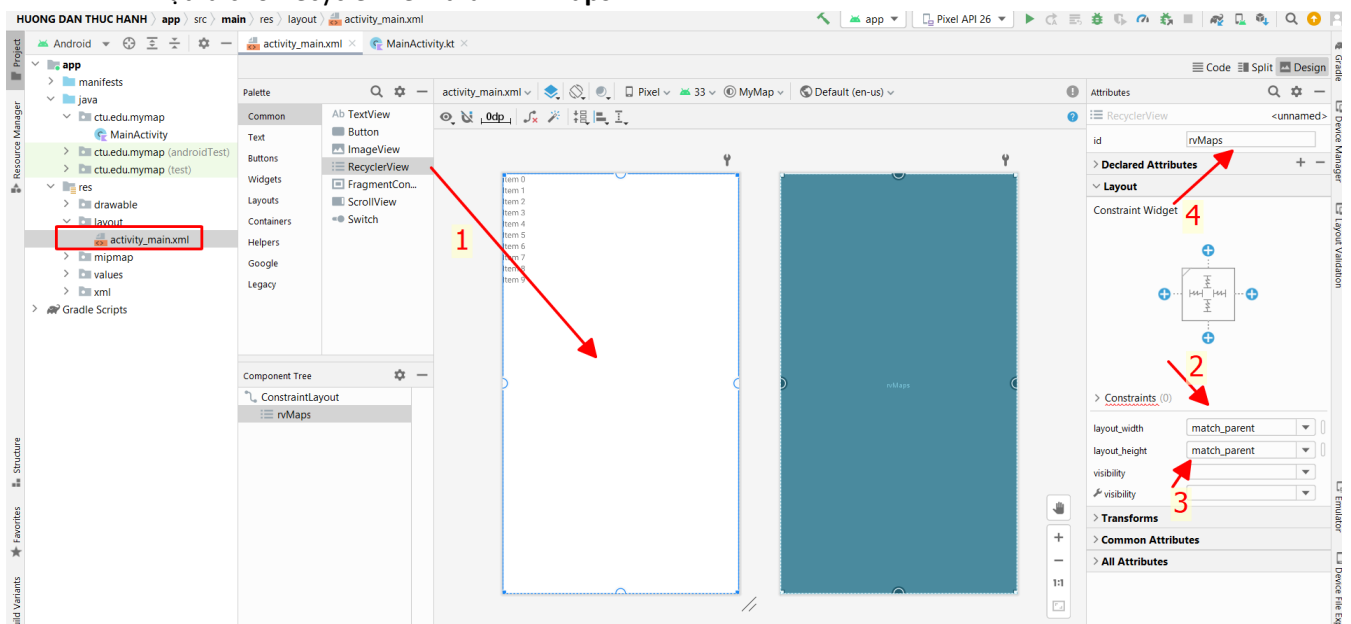 HUONG DAN THUC HANH app src main res layout activity_main.xml
app Pixel API 26
Android
activity_main.xml MainActivity.kt
Code Split Design
app
manifests
java
ctu.edu.mymap
MainActivity
ctu.edu.mymap (androidTest)
ctu.edu.mymap (test)
res
drawable
layout
activity_main.xml
mipmap
values
xml
Gradle Scripts
Palette
Common
Text
Buttons
Widgets
Layouts
Containers
Helpers
Google
Legacy
Ab TextView
Button
ImageView
RecyclerView
FragmentCon...
ScrollView
Switch
Component Tree
ConstraintLayout
rvMaps
activity_main.xml Pixel 33 MyMap Default (en-us)
0dp
Item 0
Item 1
Item 2
Item 3
Item 4
Item 5
Item 6
Item 7
Item 8
Item 9
1
rvMaps
1:1
Attributes
RecyclerView <unnamed>
id rvMaps
Declared Attributes
Layout
Constraint Widget
4
2
Constraints (0)
layout_width match_parent
layout_height match_parent
visibility
visibility
3
Transforms
Common Attributes
All Attributes
Project
Resource Manager
Structure
Favorites
Gradle
Device Manager
Layout Validation
Emulator